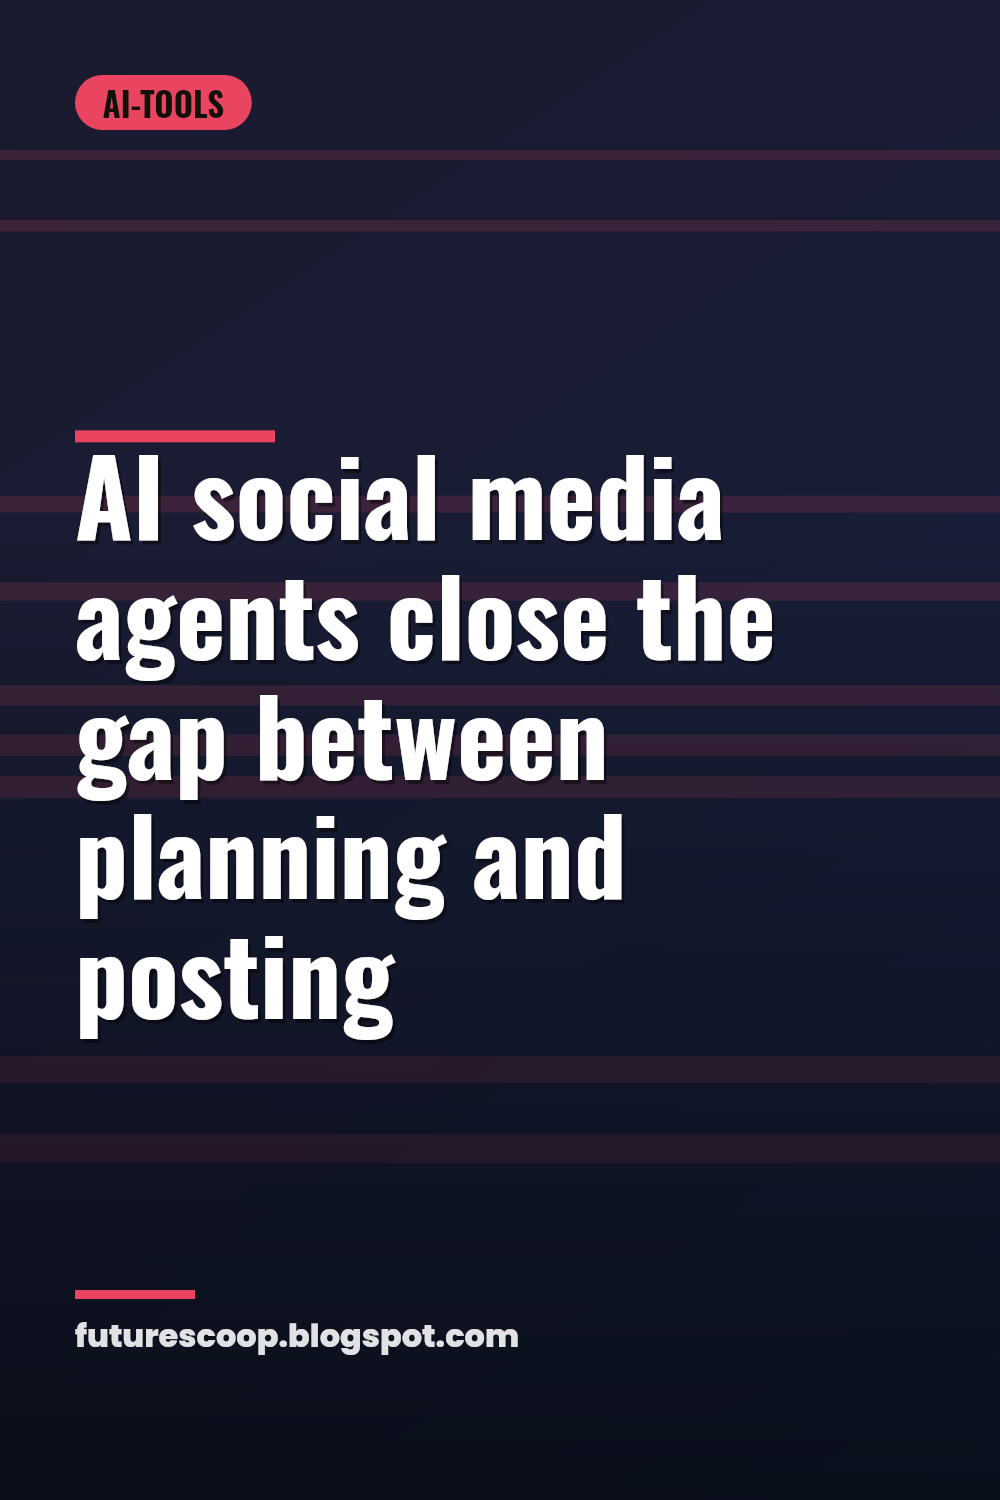 AI-TOOLS
AI social media
agents close the
gap between
planning and
posting
futurescoop.blogspot.com